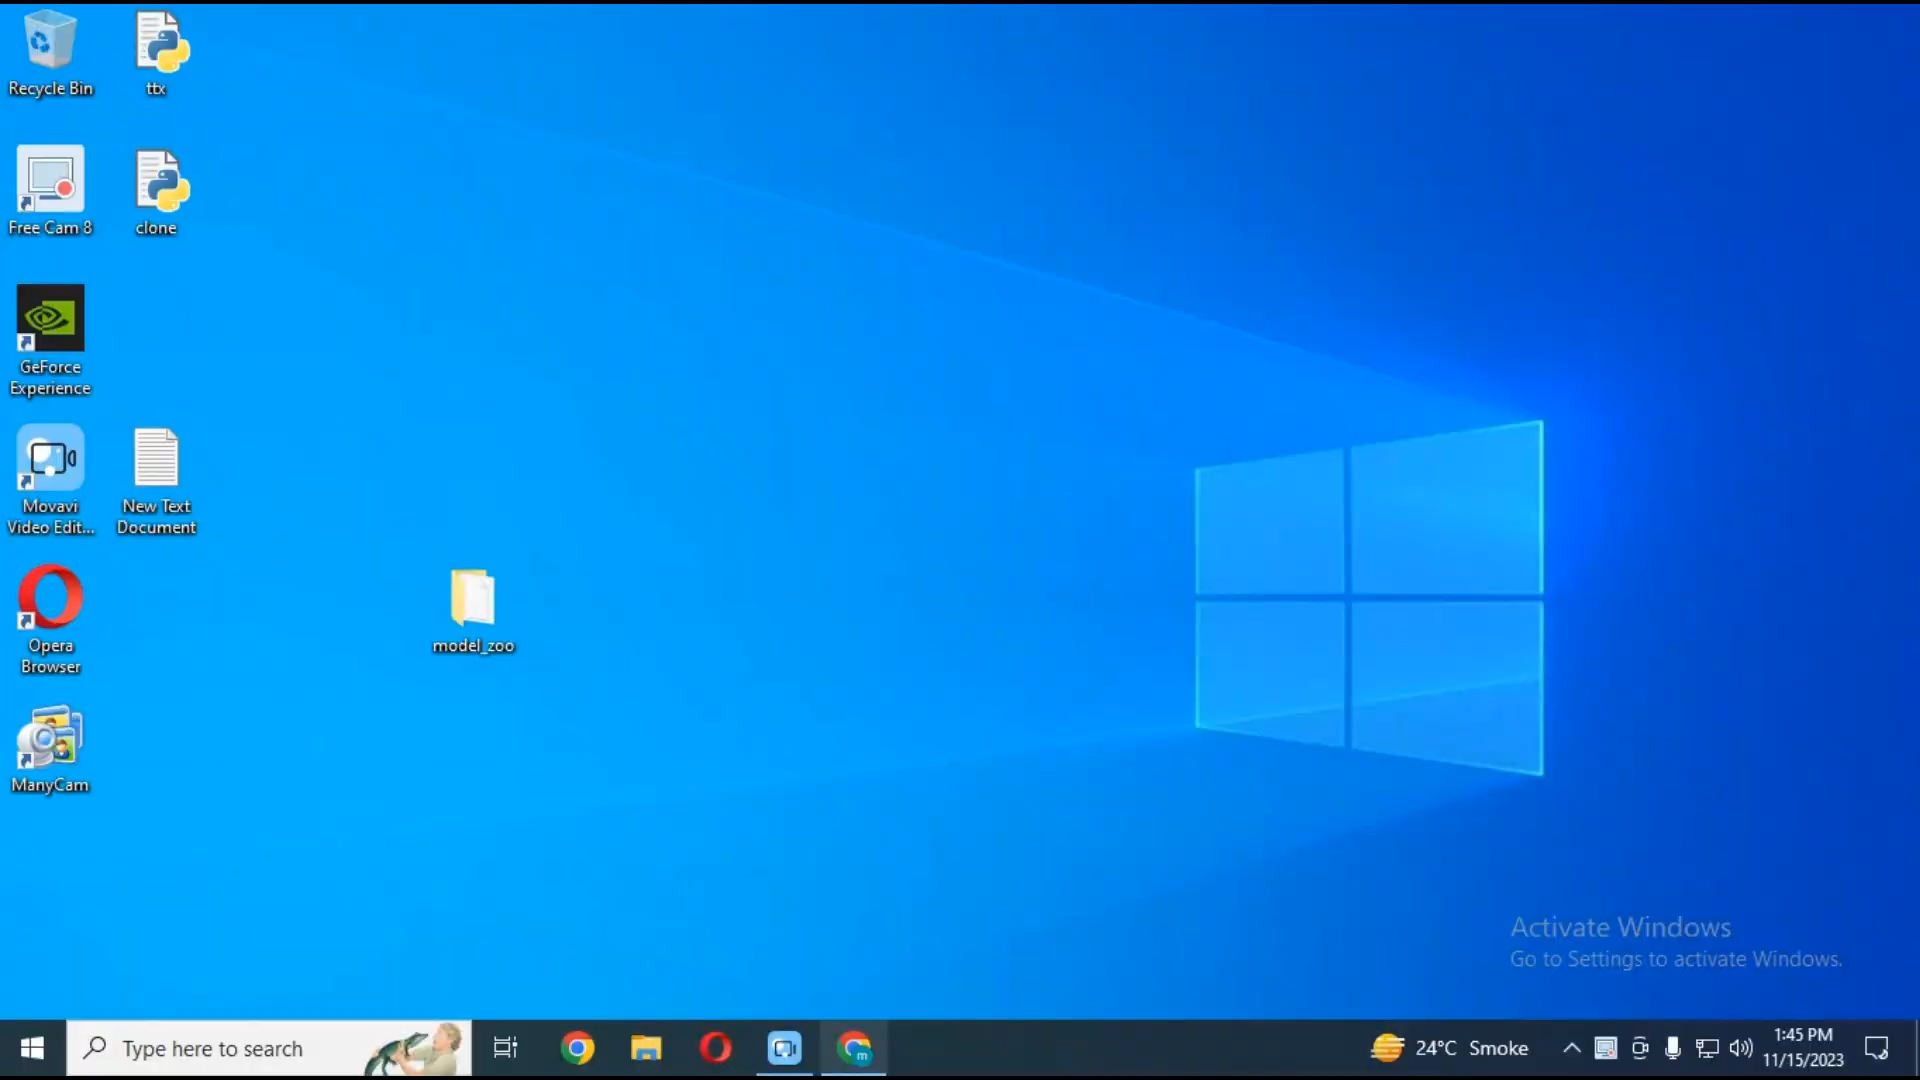 Recycle Bin
ttx
Free Cam 8
clone
GeForce
Experience
Movavi
Video Edit...
New Text
Document
Opera
Browser
model_zoo
ManyCam
Activate Windows
Go to Settings to activate Windows.
Type here to search
m
24°C Smoke
1:45 PM
11/15/2023